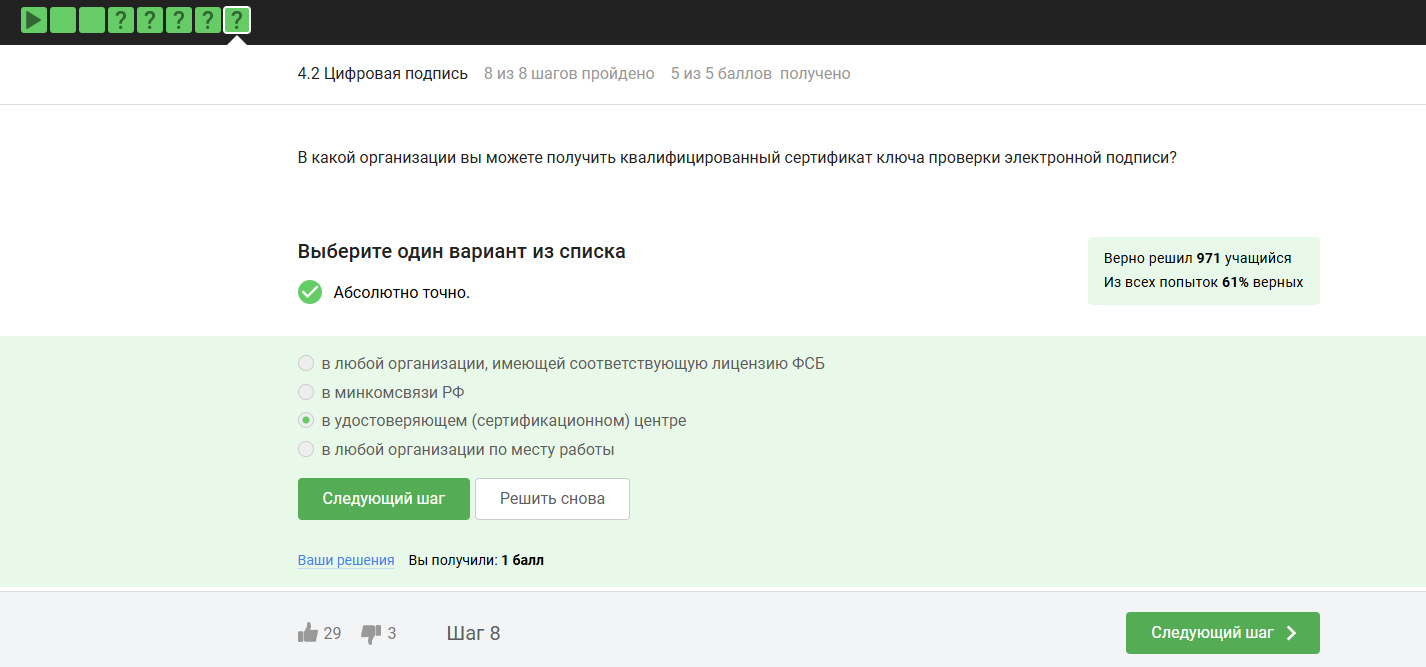 ? ? ? ? ?
4.2 Цифровая подпись 8 из 8 шагов пройдено 5 из 5 баллов получено
В какой организации вы можете получить квалифицированный сертификат ключа проверки электронной подписи?
Выберите один вариант из списка
Абсолютно точно.
Верно решил 971 учащийся
Из всех попыток 61% верных
в любой организации, имеющей соответствующую лицензию ФСБ
в минкомсвязи РФ
в удостоверяющем (сертификационном) центре
в любой организации по месту работы
Следующий шаг Решить снова
Ваши решения Вы получили: 1 балл
29 3 Шаг 8 Следующий шаг